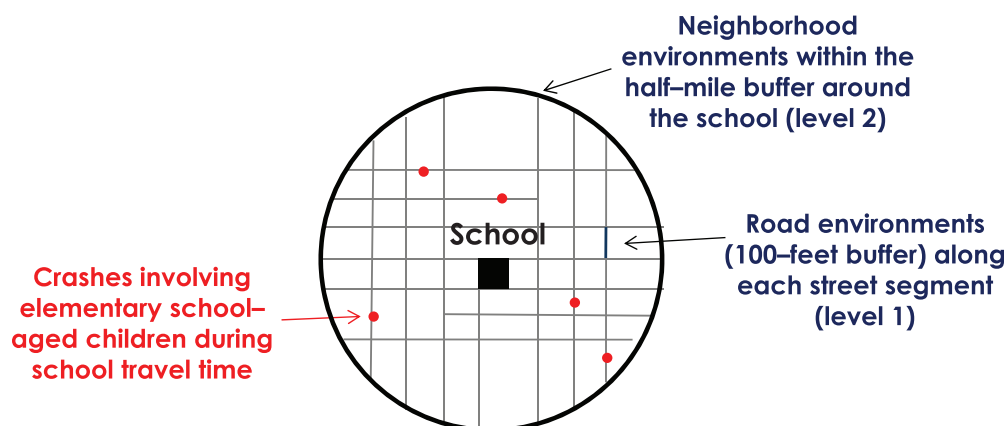 Neighborhood
environments within the
half–mile buffer around
the school (level 2)
School
Road environments
(100–feet buffer) along
each street segment
(level 1)
Crashes involving
elementary school–
aged children during
school travel time